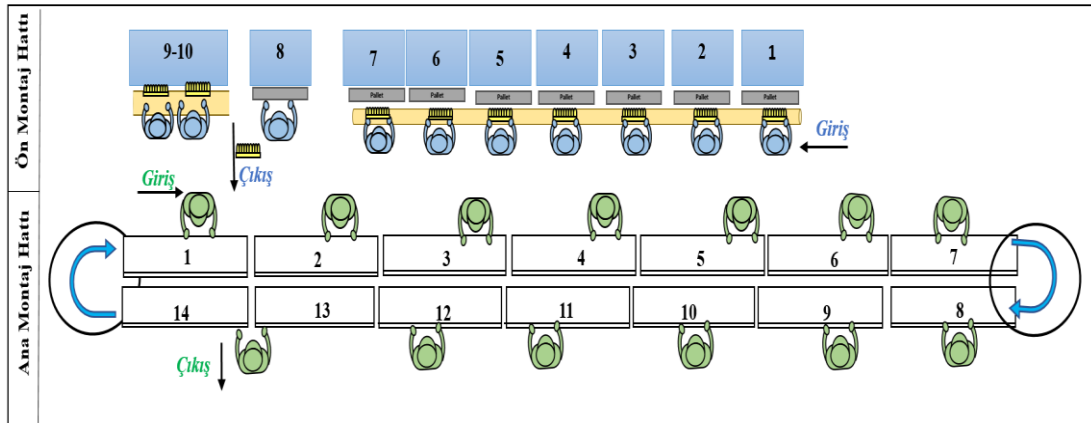 Ön Montaj Hattı
9-10 8 7 6 5 4 3 2 1
Pallet Pallet Pallet Pallet Pallet Pallet Pallet
Giriş
Çıkış
Ana Montaj Hattı
Giriş
1 2 3 4 5 6 7
14 13 12 11 10 9 8
Çıkış